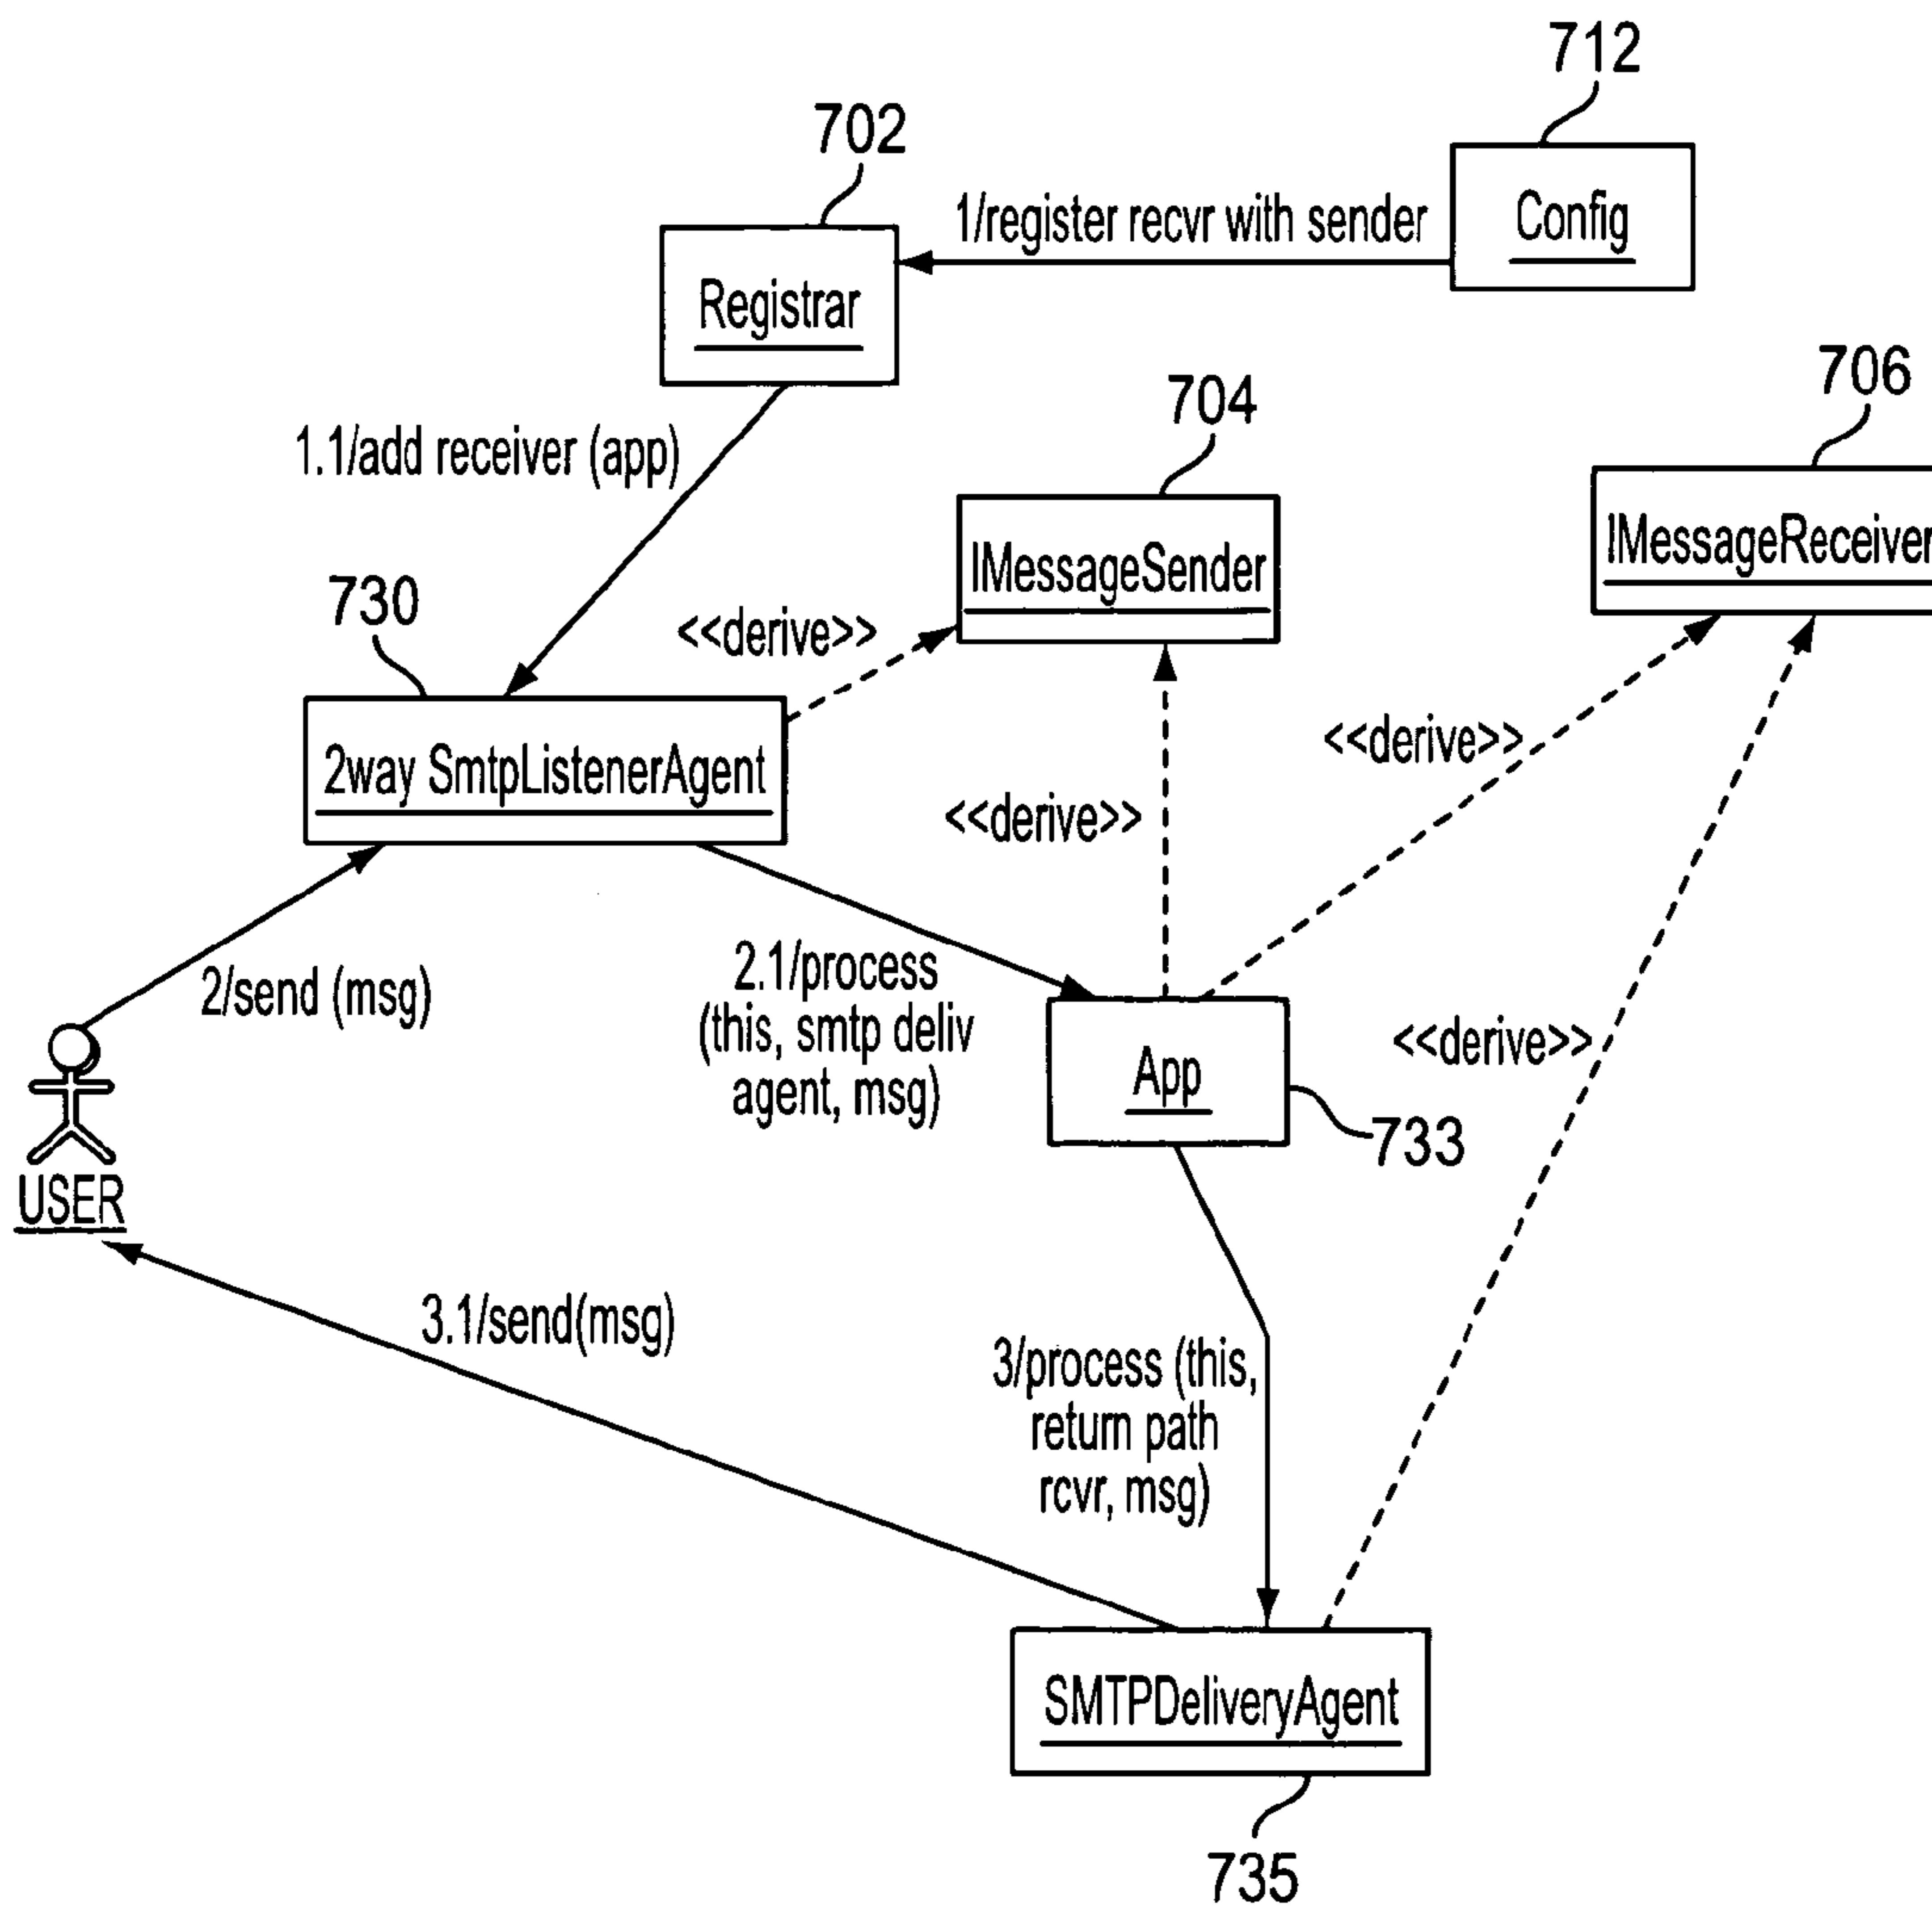 712
702
Config
1/register recvr with sender
Registrar
706
704
1.1/add receiver (app)
IMessageReceiver
IMessageSender
730
<<derive>>
2way SmtpListenerAgent
<<derive>>
<<derive>>
2/send (msg)
2.1/process
(this, smtp deliv
agent, msg)
App
<<derive>>
733
USER
3.1/send(msg)
3/process (this,
return path
rcvr, msg)
SMTPDeliveryAgent
735